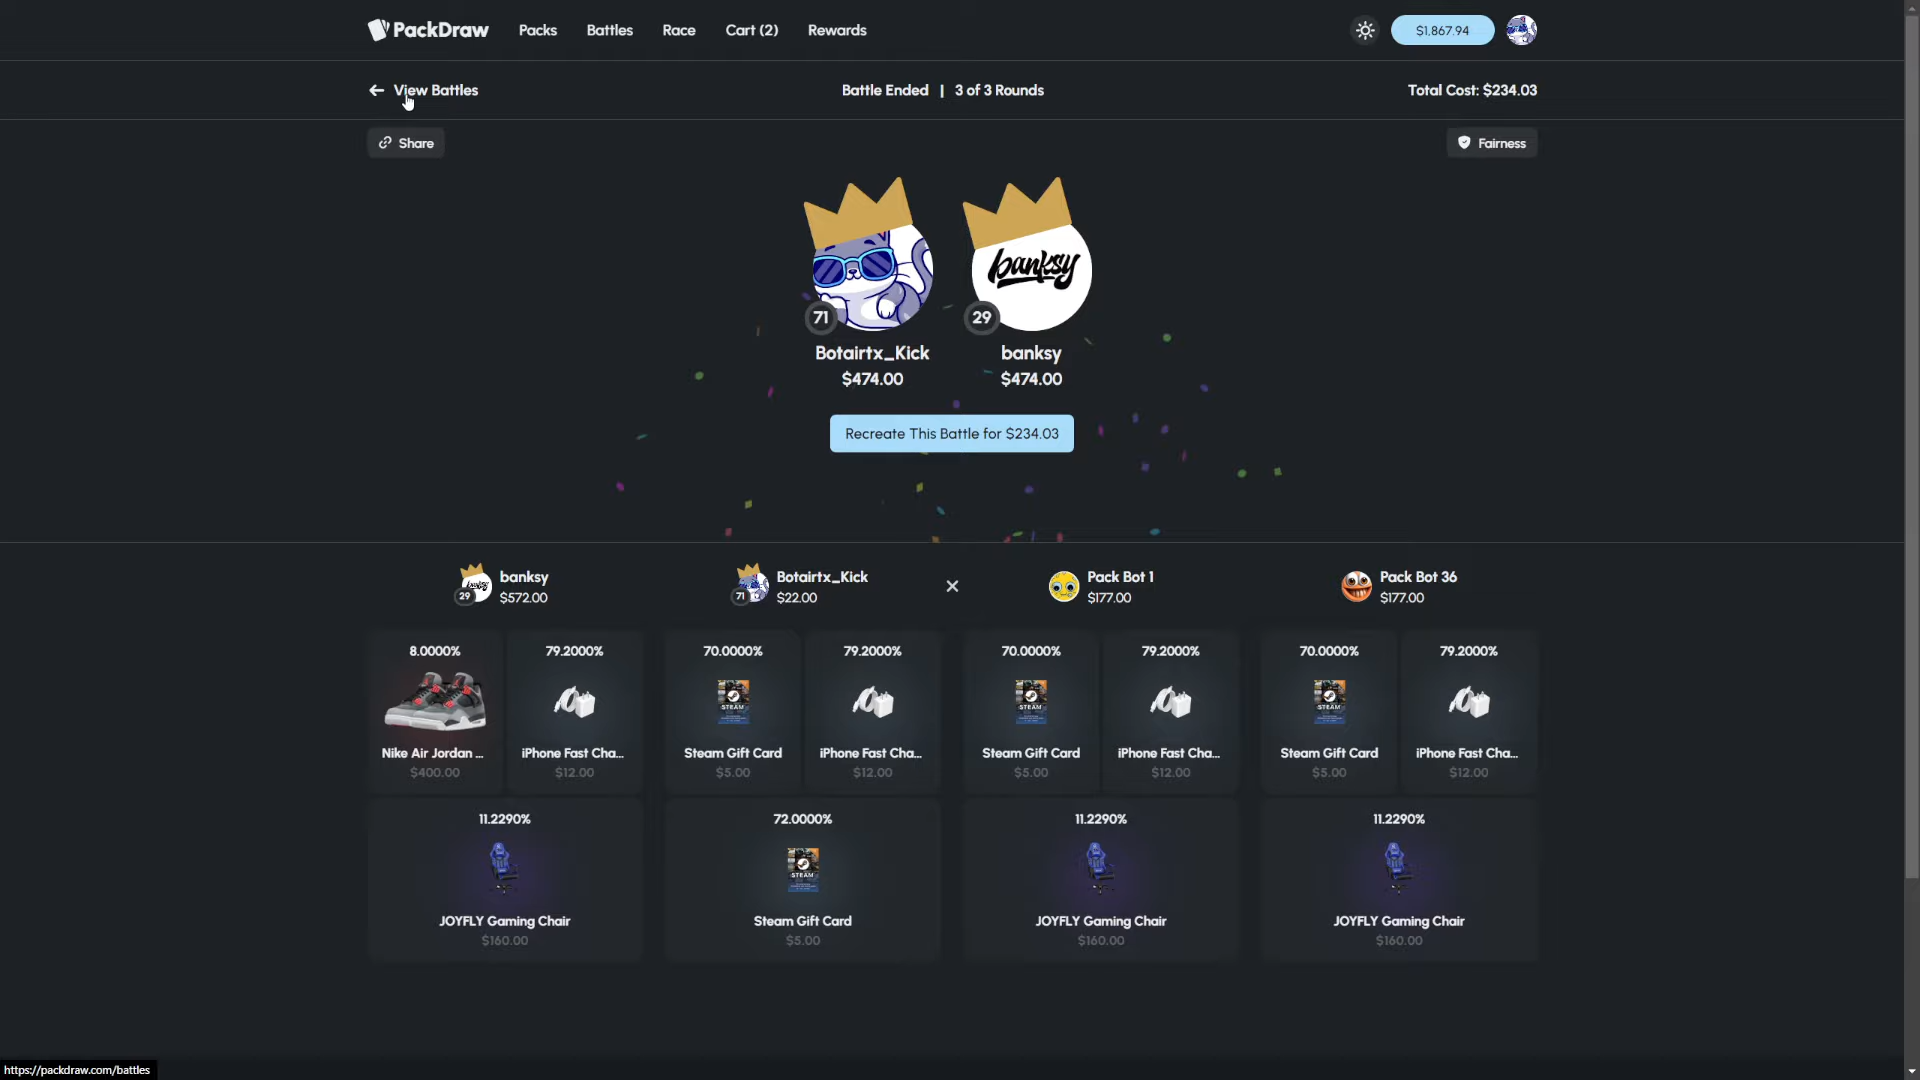 PackDraw
Packs
Battles
Race
Cart (2)
Rewards
$1,867.94
View Battles
Battle Ended | 3 of 3 Rounds
Total Cost: $234.03
Share
Fairness
banksy
71
29
Botairtx_Kick
banksy
$474.00
$474.00
Recreate This Battle for $234.03
29
banksy
$572.00
71
Botairtx_Kick
$22.00
Pack Bot 1
$177.00
Pack Bot 36
$177.00
8.0000%
Nike Air Jordan ...
$400.00
79.2000%
iPhone Fast Cha...
$12.00
70.0000%
STEAM
Steam Gift Card
$5.00
79.2000%
iPhone Fast Cha...
$12.00
70.0000%
STEAM
Steam Gift Card
$5.00
79.2000%
iPhone Fast Cha...
$12.00
70.0000%
STEAM
Steam Gift Card
$5.00
79.2000%
iPhone Fast Cha...
$12.00
11.2290%
JOYFLY Gaming Chair
$160.00
72.0000%
STEAM
Steam Gift Card
$5.00
11.2290%
JOYFLY Gaming Chair
$160.00
11.2290%
JOYFLY Gaming Chair
$160.00
https://packdraw.com/battles